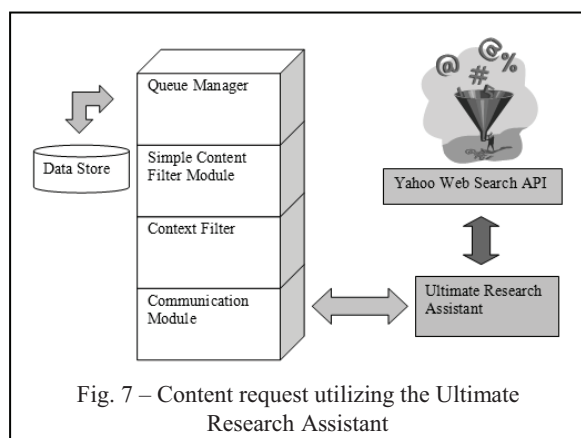 Queue Manager
Data Store
Simple Content
Filter Module
Context Filter
Communication
Module
@
@%
#
Yahoo Web Search API
Ultimate Research
Assistant
Fig. 7 – Content request utilizing the Ultimate
Research Assistant